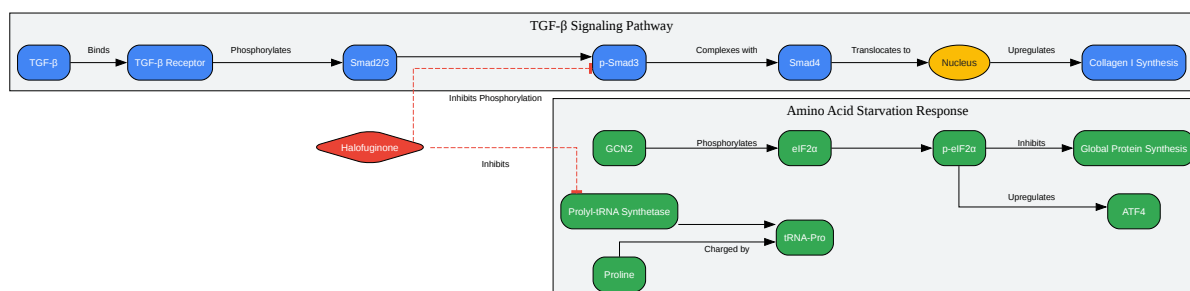 TGF-β Signaling Pathway
TGF-β
Binds
TGF-β Receptor
Phosphorylates
Smad2/3
p-Smad3
Complexes with
Smad4
Translocates to
Nucleus
Upregulates
Collagen I Synthesis
Inhibits Phosphorylation
Halofuginone
Inhibits
Amino Acid Starvation Response
GCN2
Phosphorylates
eIF2α
p-eIF2α
Inhibits
Global Protein Synthesis
Upregulates
ATF4
Prolyl-tRNA Synthetase
tRNA-Pro
Charged by
Proline